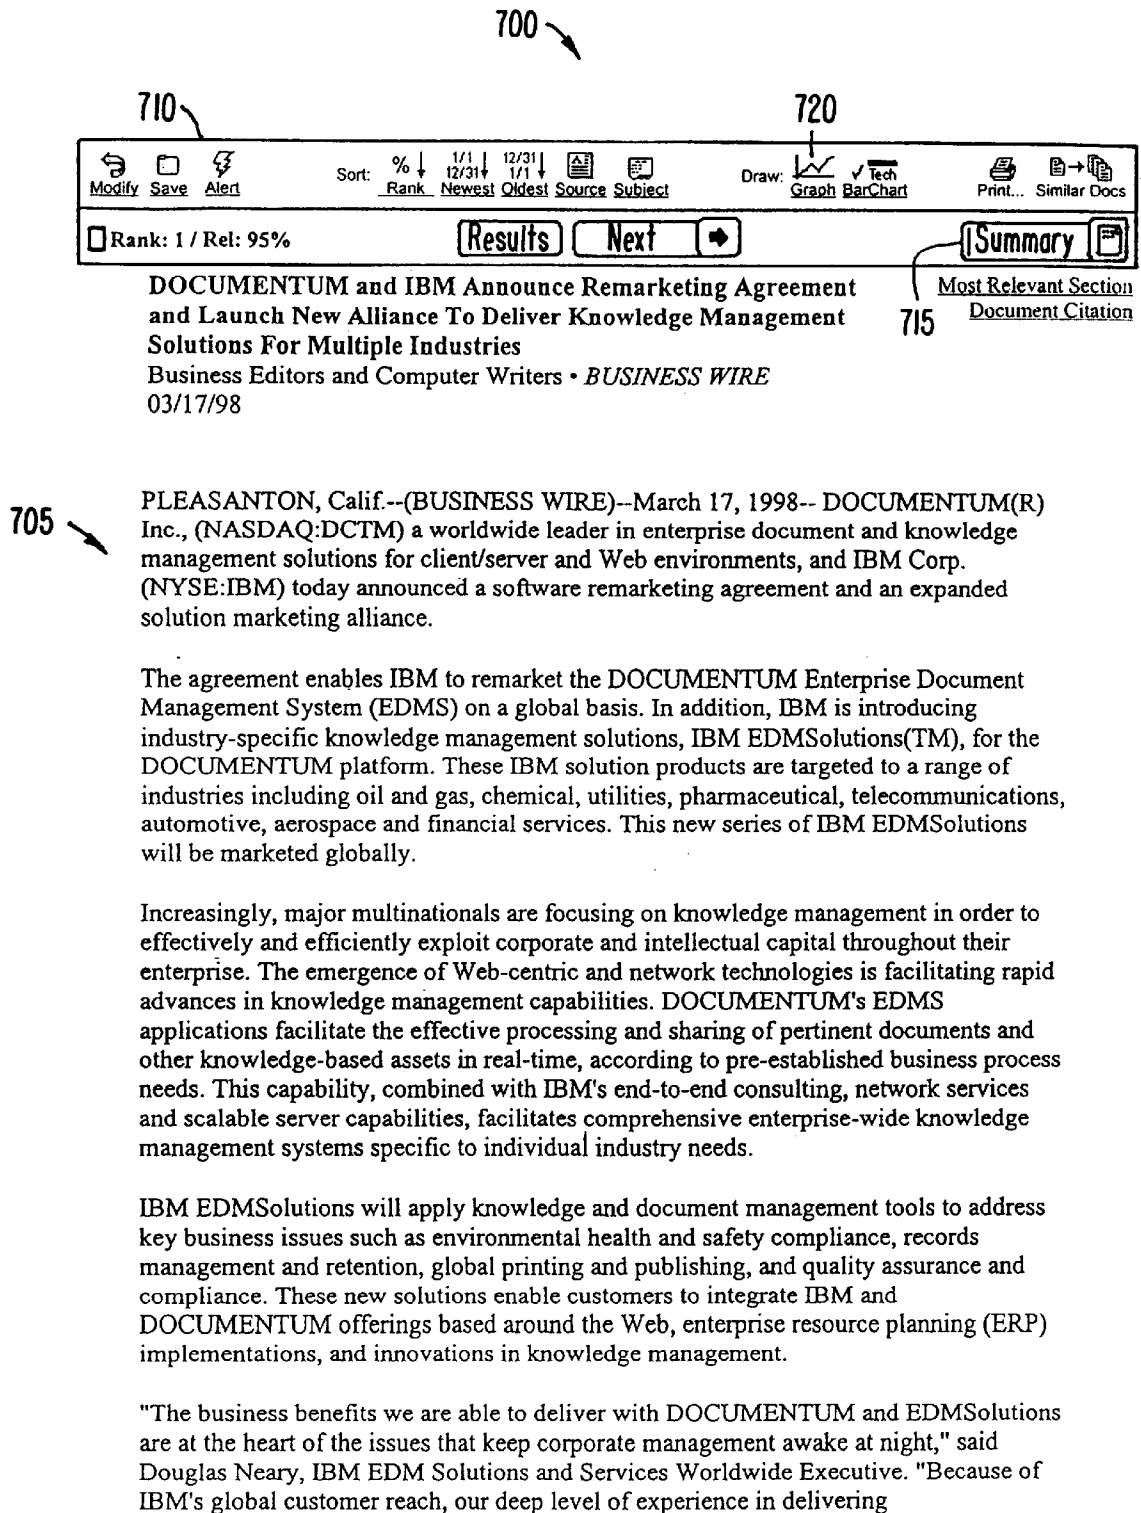 700
710
720
Modify Save Alert Sort: % 1/1 12/31 12/31 1/1 Rank Newest Oldest Source Subject Draw: Graph ✓ Tech BarChart Print... Similar Docs
Rank: 1 / Rel: 95% Results Next Summary
DOCUMENTUM and IBM Announce Remarketing Agreement Most Relevant Section
and Launch New Alliance To Deliver Knowledge Management 715 Document Citation
Solutions For Multiple Industries
Business Editors and Computer Writers • BUSINESS WIRE
03/17/98
705
PLEASANTON, Calif.--(BUSINESS WIRE)--March 17, 1998-- DOCUMENTUM(R)
Inc., (NASDAQ:DCTM) a worldwide leader in enterprise document and knowledge
management solutions for client/server and Web environments, and IBM Corp.
(NYSE:IBM) today announced a software remarketing agreement and an expanded
solution marketing alliance.
The agreement enables IBM to remarket the DOCUMENTUM Enterprise Document
Management System (EDMS) on a global basis. In addition, IBM is introducing
industry-specific knowledge management solutions, IBM EDMSolutions(TM), for the
DOCUMENTUM platform. These IBM solution products are targeted to a range of
industries including oil and gas, chemical, utilities, pharmaceutical, telecommunications,
automotive, aerospace and financial services. This new series of IBM EDMSolutions
will be marketed globally.
Increasingly, major multinationals are focusing on knowledge management in order to
effectively and efficiently exploit corporate and intellectual capital throughout their
enterprise. The emergence of Web-centric and network technologies is facilitating rapid
advances in knowledge management capabilities. DOCUMENTUM's EDMS
applications facilitate the effective processing and sharing of pertinent documents and
other knowledge-based assets in real-time, according to pre-established business process
needs. This capability, combined with IBM's end-to-end consulting, network services
and scalable server capabilities, facilitates comprehensive enterprise-wide knowledge
management systems specific to individual industry needs.
IBM EDMSolutions will apply knowledge and document management tools to address
key business issues such as environmental health and safety compliance, records
management and retention, global printing and publishing, and quality assurance and
compliance. These new solutions enable customers to integrate IBM and
DOCUMENTUM offerings based around the Web, enterprise resource planning (ERP)
implementations, and innovations in knowledge management.
"The business benefits we are able to deliver with DOCUMENTUM and EDMSolutions
are at the heart of the issues that keep corporate management awake at night," said
Douglas Neary, IBM EDM Solutions and Services Worldwide Executive. "Because of
IBM's global customer reach, our deep level of experience in delivering